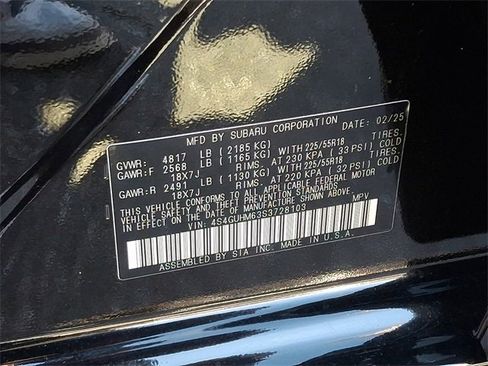 MFD BY SUBARU CORPORATION DATE: 02/25
GVWR: 4817 LB ( 2185 KG)
GAWR:F 2568 LB ( 1165 KG) WITH 225/55R18 TIRES.
18X7J RIMS, AT 230 KPA ( 33 PSI) COLD
GAWR:R 2491 LB ( 1130 KG) WITH 225/55R18 TIRES.
18X7J RIMS, AT 220 KPA ( 32 PSI) COLD
THIS VEHICLE CONFORMS TO ALL APPLICABLE FEDERAL MOTOR
VEHICLE SAFETY AND THEFT PREVENTION STANDARDS
IN EFFECT ON THE DATE OF MANUFACTURE SHOWN ABOVE.
VIN: 4S4GUHM63S3728103 MPV
ASSEMBLED BY SIA INC. MADE IN U.S.A.